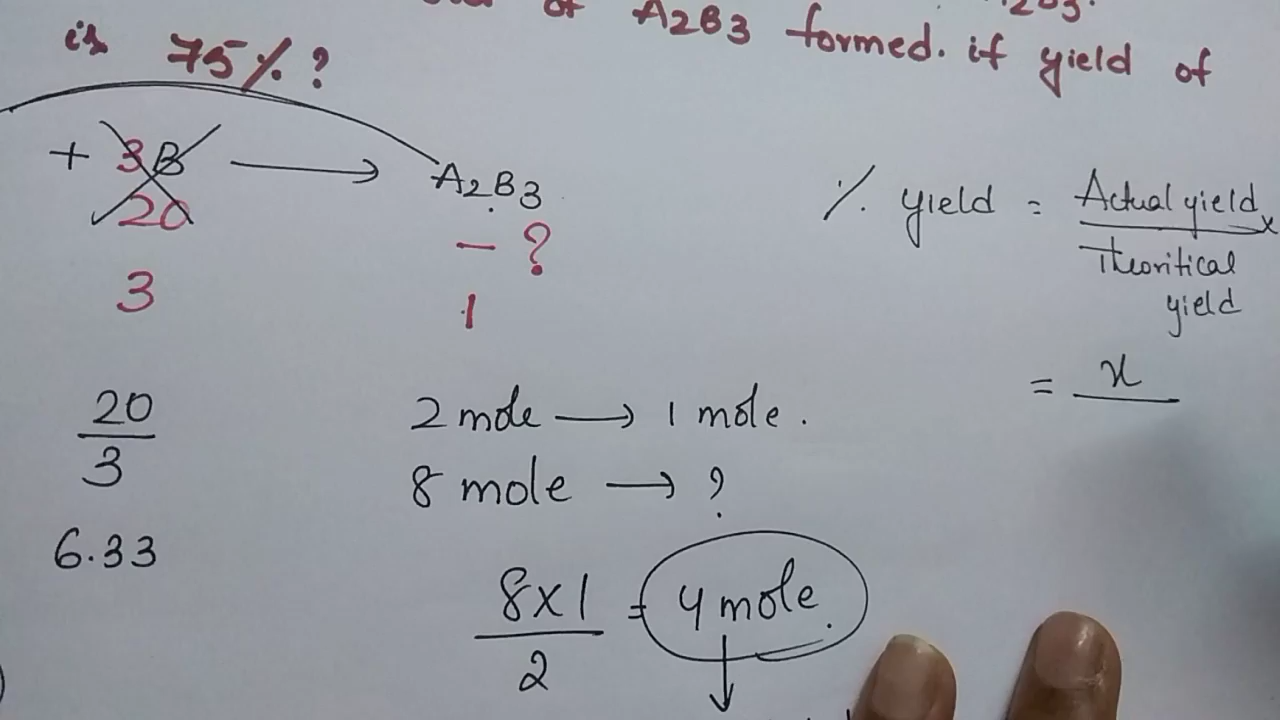 of A2B3 formed. if yield of
is 75%?
+ 3B ⟶ A2B3
20 - ?
3 1
% yield = Actual yield x
Theoritical
yield
= x
20
3
6.33
2 mole ⟶ 1 mole.
8 mole ⟶ ?
8x1 = 4 mole.
2